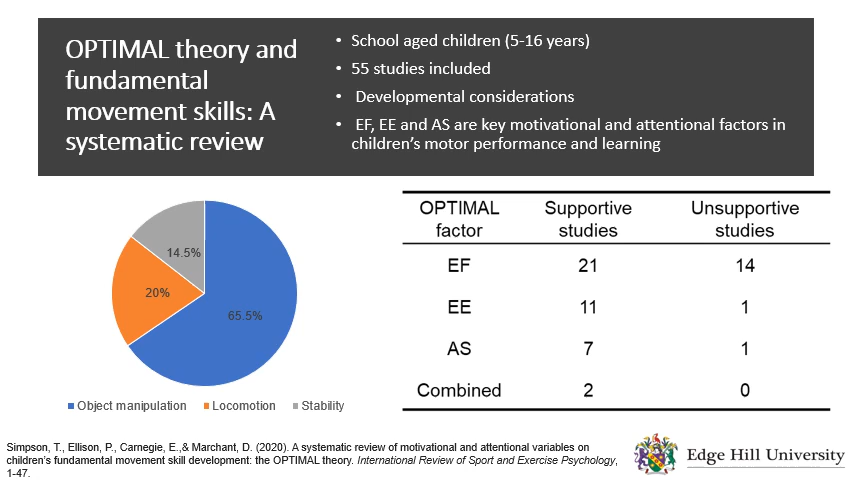 OPTIMAL theory and
fundamental
movement skills: A
systematic review
• School aged children (5-16 years)
• 55 studies included
• Developmental considerations
• EF, EE and AS are key motivational and attentional factors in
children's motor performance and learning
14.5%
20%
65.5%
Object manipulation Locomotion Stability
OPTIMAL factor Supportive studies Unsupportive studies
EF 21 14
EE 11 1
AS 7 1
Combined 2 0
Simpson, T., Ellison, P., Carnegie, E.,& Marchant, D. (2020). A systematic review of motivational and attentional variables on
children's fundamental movement skill development: the OPTIMAL theory. International Review of Sport and Exercise Psychology,
1-47.
Edge Hill University